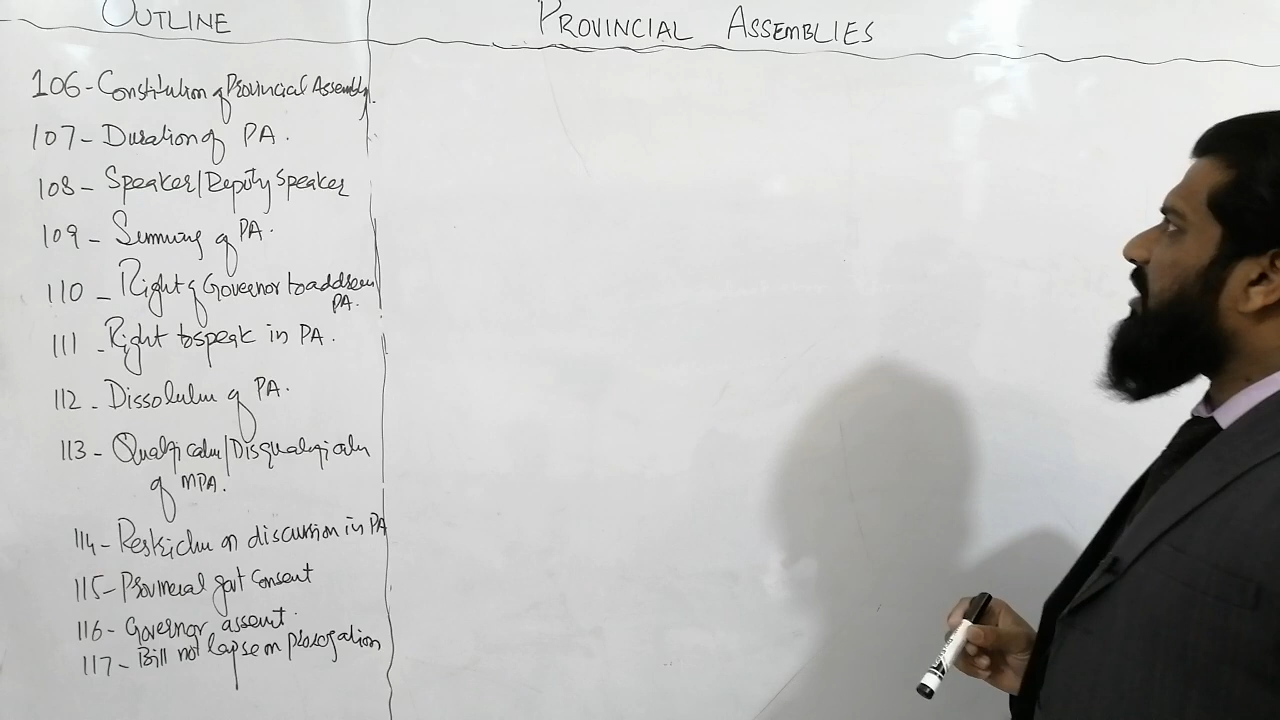 OUTLINE
PROVINCIAL ASSEMBLIES
106 - Constitution of Provincial Assembly.
107 - Duration of PA.
108 - Speaker/Deputy Speaker
109 - Summing of PA.
110 - Right of Governor to address
PA.
111 - Right to speak in PA.
112 - Dissolution of PA.
113 - Qualification/Disqualification
of MPA.
114 - Restriction on discussion in PA
115 - Provincial govt consent
116 - Governor assent.
117 - Bill not lapse on prorogation